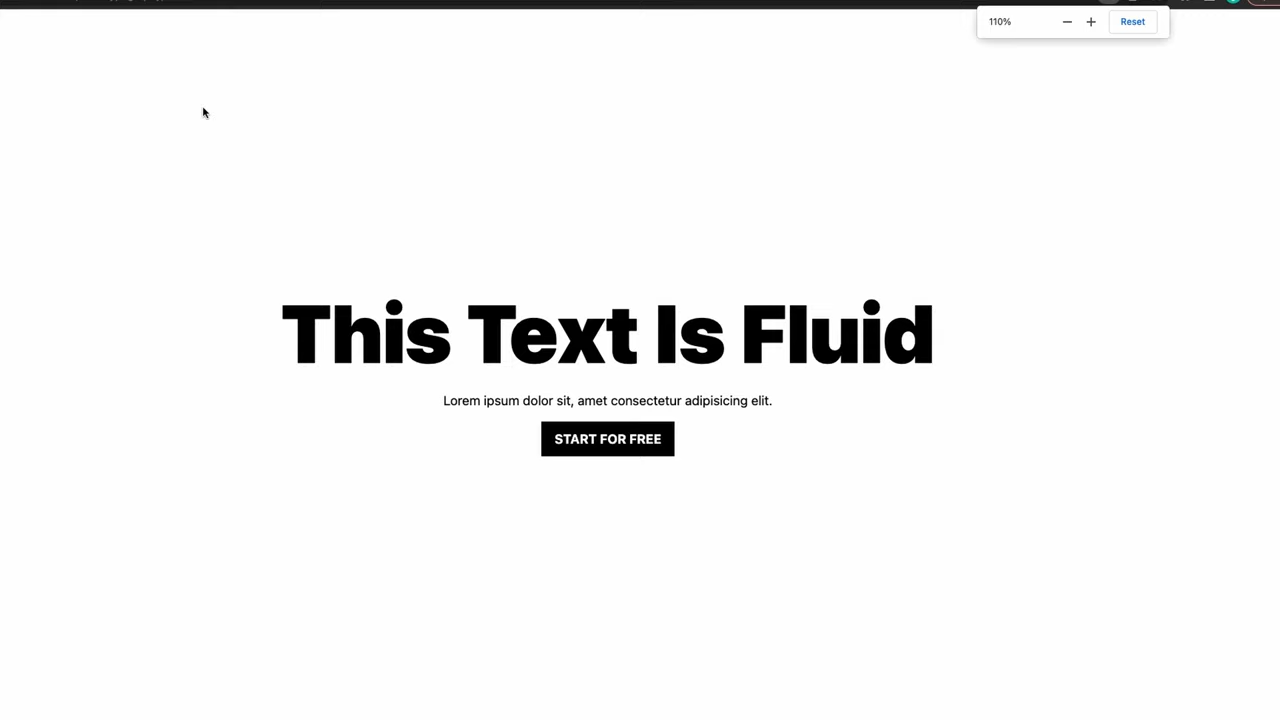 110%
Reset
This Text Is Fluid
Lorem ipsum dolor sit, amet consectetur adipisicing elit.
START FOR FREE